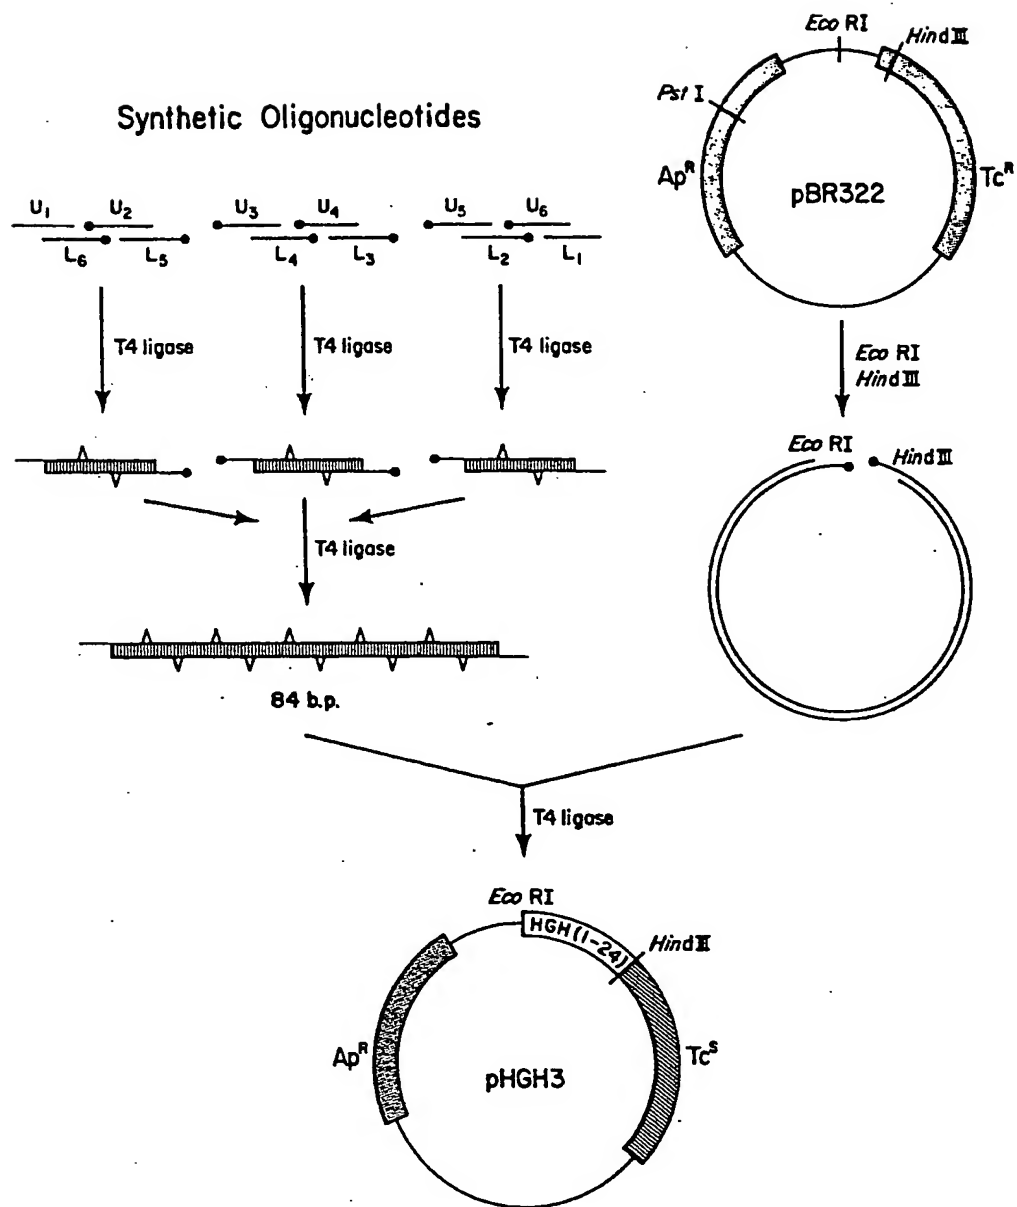 Synthetic Oligonucleotides
U1 U2 U3 U4 U5 U6
L6 L5 L4 L3 L2 L1
T4 ligase T4 ligase T4 ligase
T4 ligase
84 b.p.
Eco RI
Hind III
Pst I
Ap^R
pBR322
Tc^R
Eco RI
Hind III
Eco RI
Hind III
T4 ligase
Eco RI
HGH(1-24)
Hind III
Ap^R
pHGH3
Tc^S